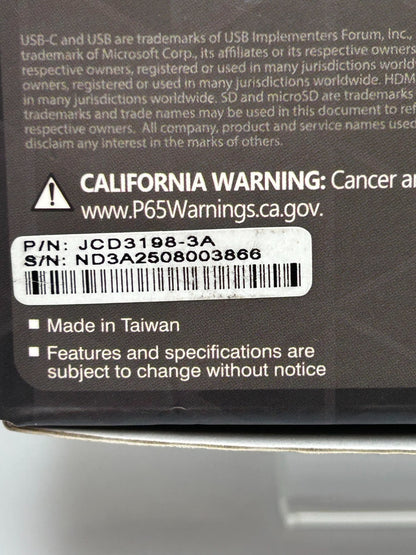 USB-C and USB are trademarks of USB Implementers Forum, Inc.,
trademark of Microsoft Corp., its affiliates or its respective owners
respective owners, registered or used in many jurisdictions world
owners, registered or used in many jurisdictions worldwide. HDM
in many jurisdictions worldwide. SD and microSD are trademarks
trademarks and trade names may be used in this document to ref
respective owners. All company, product and service names used
disclaim any interest in the marks of others.
CALIFORNIA WARNING: Cancer an
www.P65Warnings.ca.gov.
P/N: JCD3198-3A
S/N: ND3A2508003866
Made in Taiwan
Features and specifications are
subject to change without notice